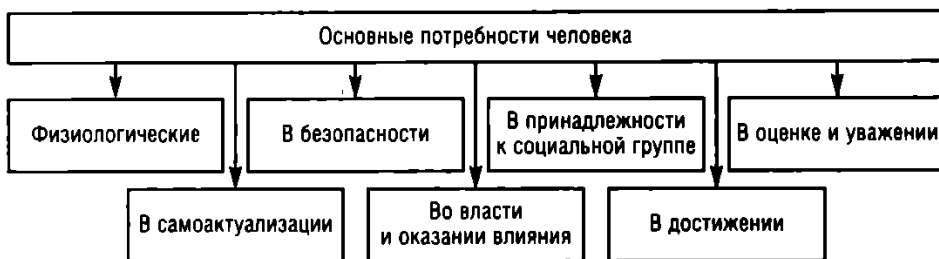 Основные потребности человека
Физиологические
В безопасности
В принадлежности
к социальной группе
В оценке и уважении
В самоактуализации
Во власти
и оказании влияния
В достижении